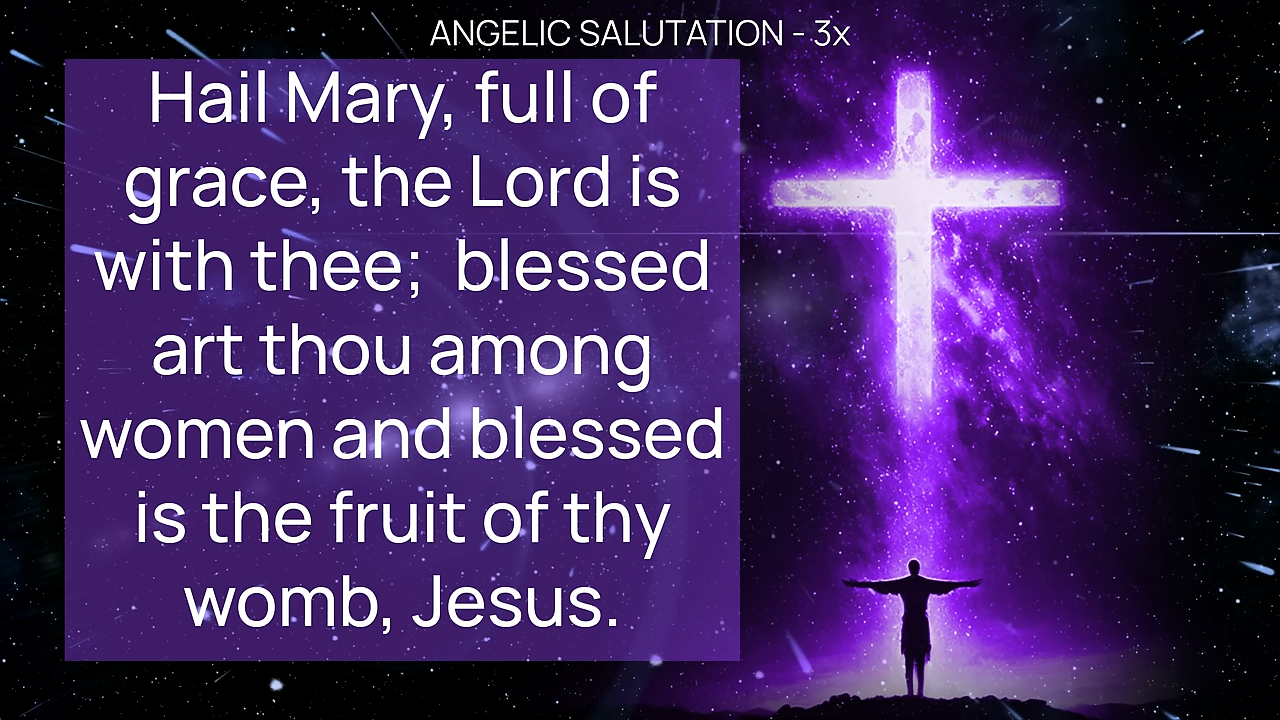 ANGELIC SALUTATION - 3x
Hail Mary, full of
grace, the Lord is
with thee;  blessed
art thou among
women and blessed
is the fruit of thy
womb, Jesus.